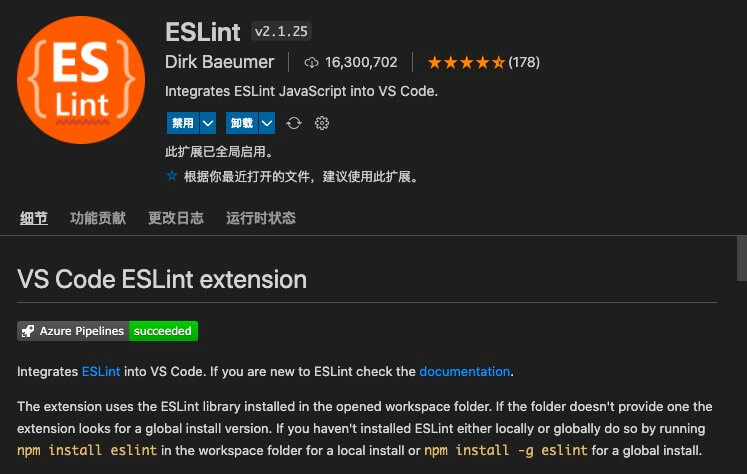 ES
Lint
ESLint v2.1.25
Dirk Baeumer 16,300,702 (178)
Integrates ESLint JavaScript into VS Code.
禁用 卸载
此扩展已全局启用。
根据你最近打开的文件，建议使用此扩展。
细节 功能贡献 更改日志 运行时状态
VS Code ESLint extension
Azure Pipelines succeeded
Integrates ESLint into VS Code. If you are new to ESLint check the documentation.
The extension uses the ESLint library installed in the opened workspace folder. If the folder doesn't provide one the
extension looks for a global install version. If you haven't installed ESLint either locally or globally do so by running
npm install eslint in the workspace folder for a local install or npm install -g eslint for a global install.